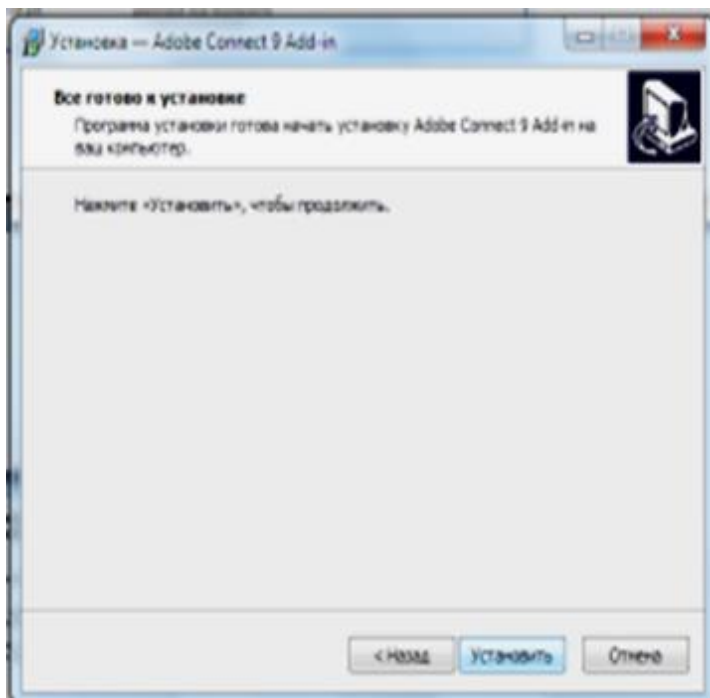 Установка — Adobe Connect 9 Add-in
Все готово к установке
Программа установки готова начать установку Adobe Connect 9 Add-in на
ваш компьютер.
Нажмите «Установить», чтобы продолжить.
< Назад
Установить
Отмена